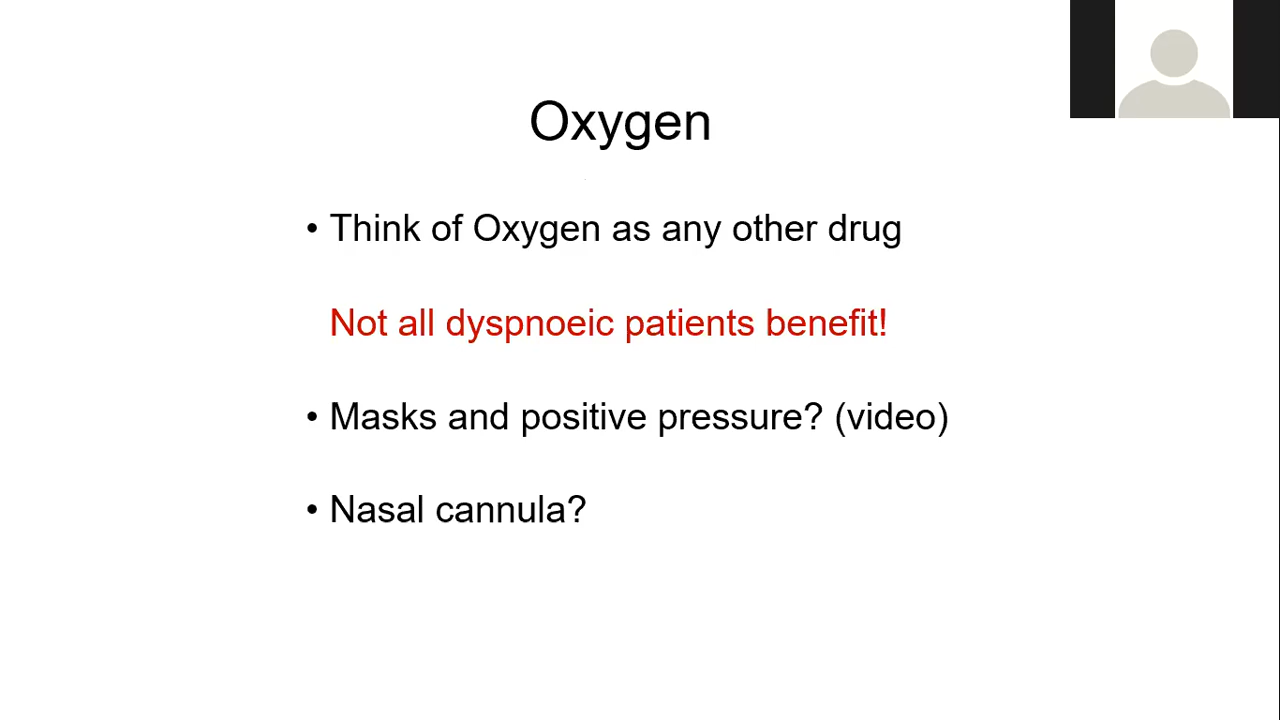 Oxygen
• Think of Oxygen as any other drug
Not all dyspnoeic patients benefit!
• Masks and positive pressure? (video)
• Nasal cannula?